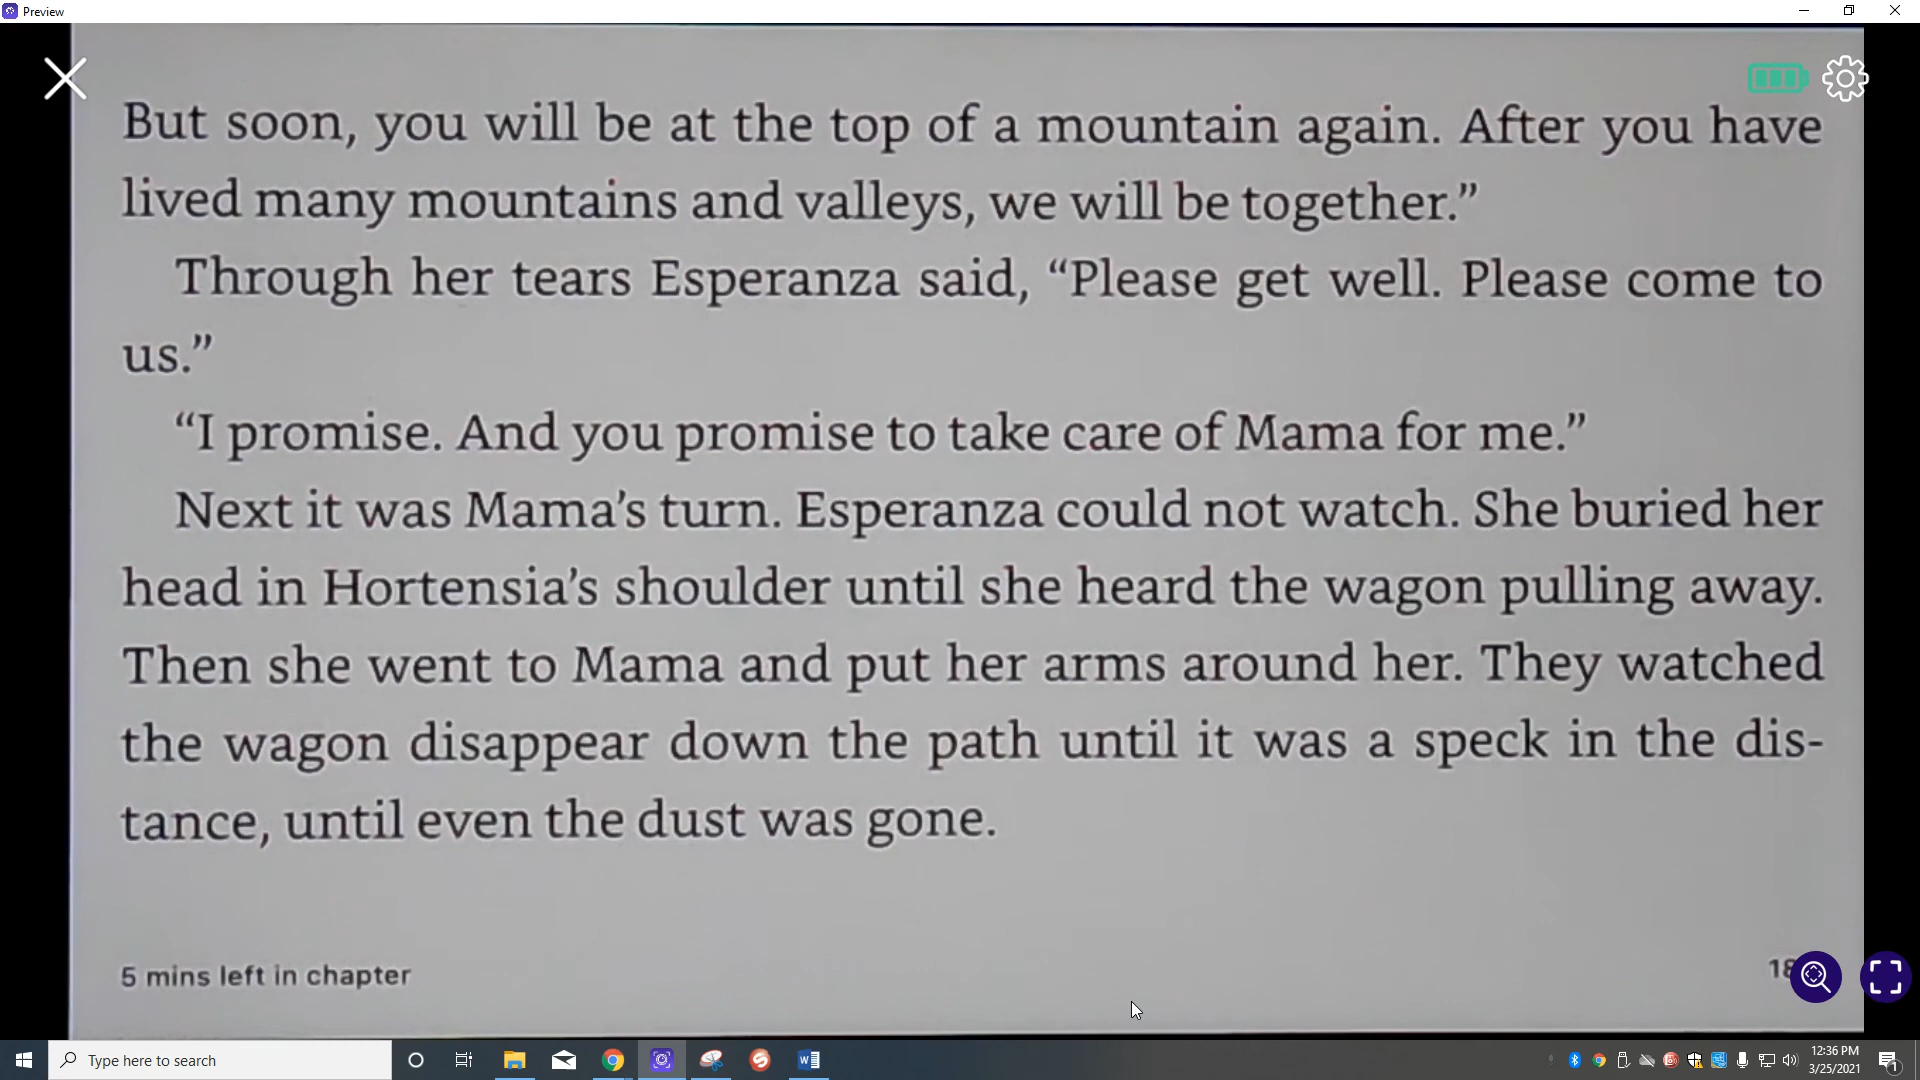 Preview
But soon, you will be at the top of a mountain again. After you have
lived many mountains and valleys, we will be together.”
Through her tears Esperanza said, “Please get well. Please come to
us.”
“I promise. And you promise to take care of Mama for me.”
Next it was Mama’s turn. Esperanza could not watch. She buried her
head in Hortensia’s shoulder until she heard the wagon pulling away.
Then she went to Mama and put her arms around her. They watched
the wagon disappear down the path until it was a speck in the dis-
tance, until even the dust was gone.
5 mins left in chapter
Type here to search
12:36 PM
3/25/2021
1